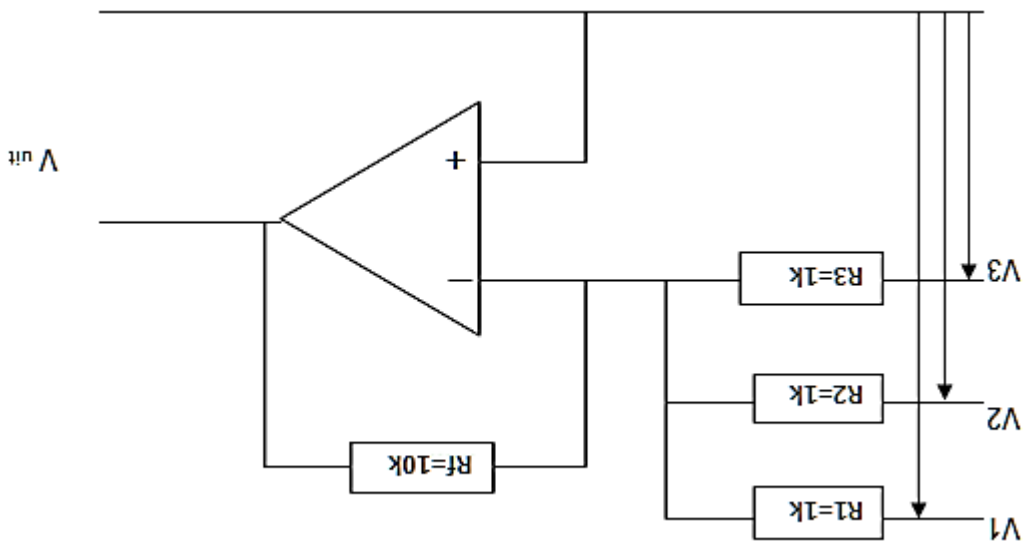 V1
R1=1k
Rf=10k
V2
R2=1k
V3
R3=1k
–
+
V uit